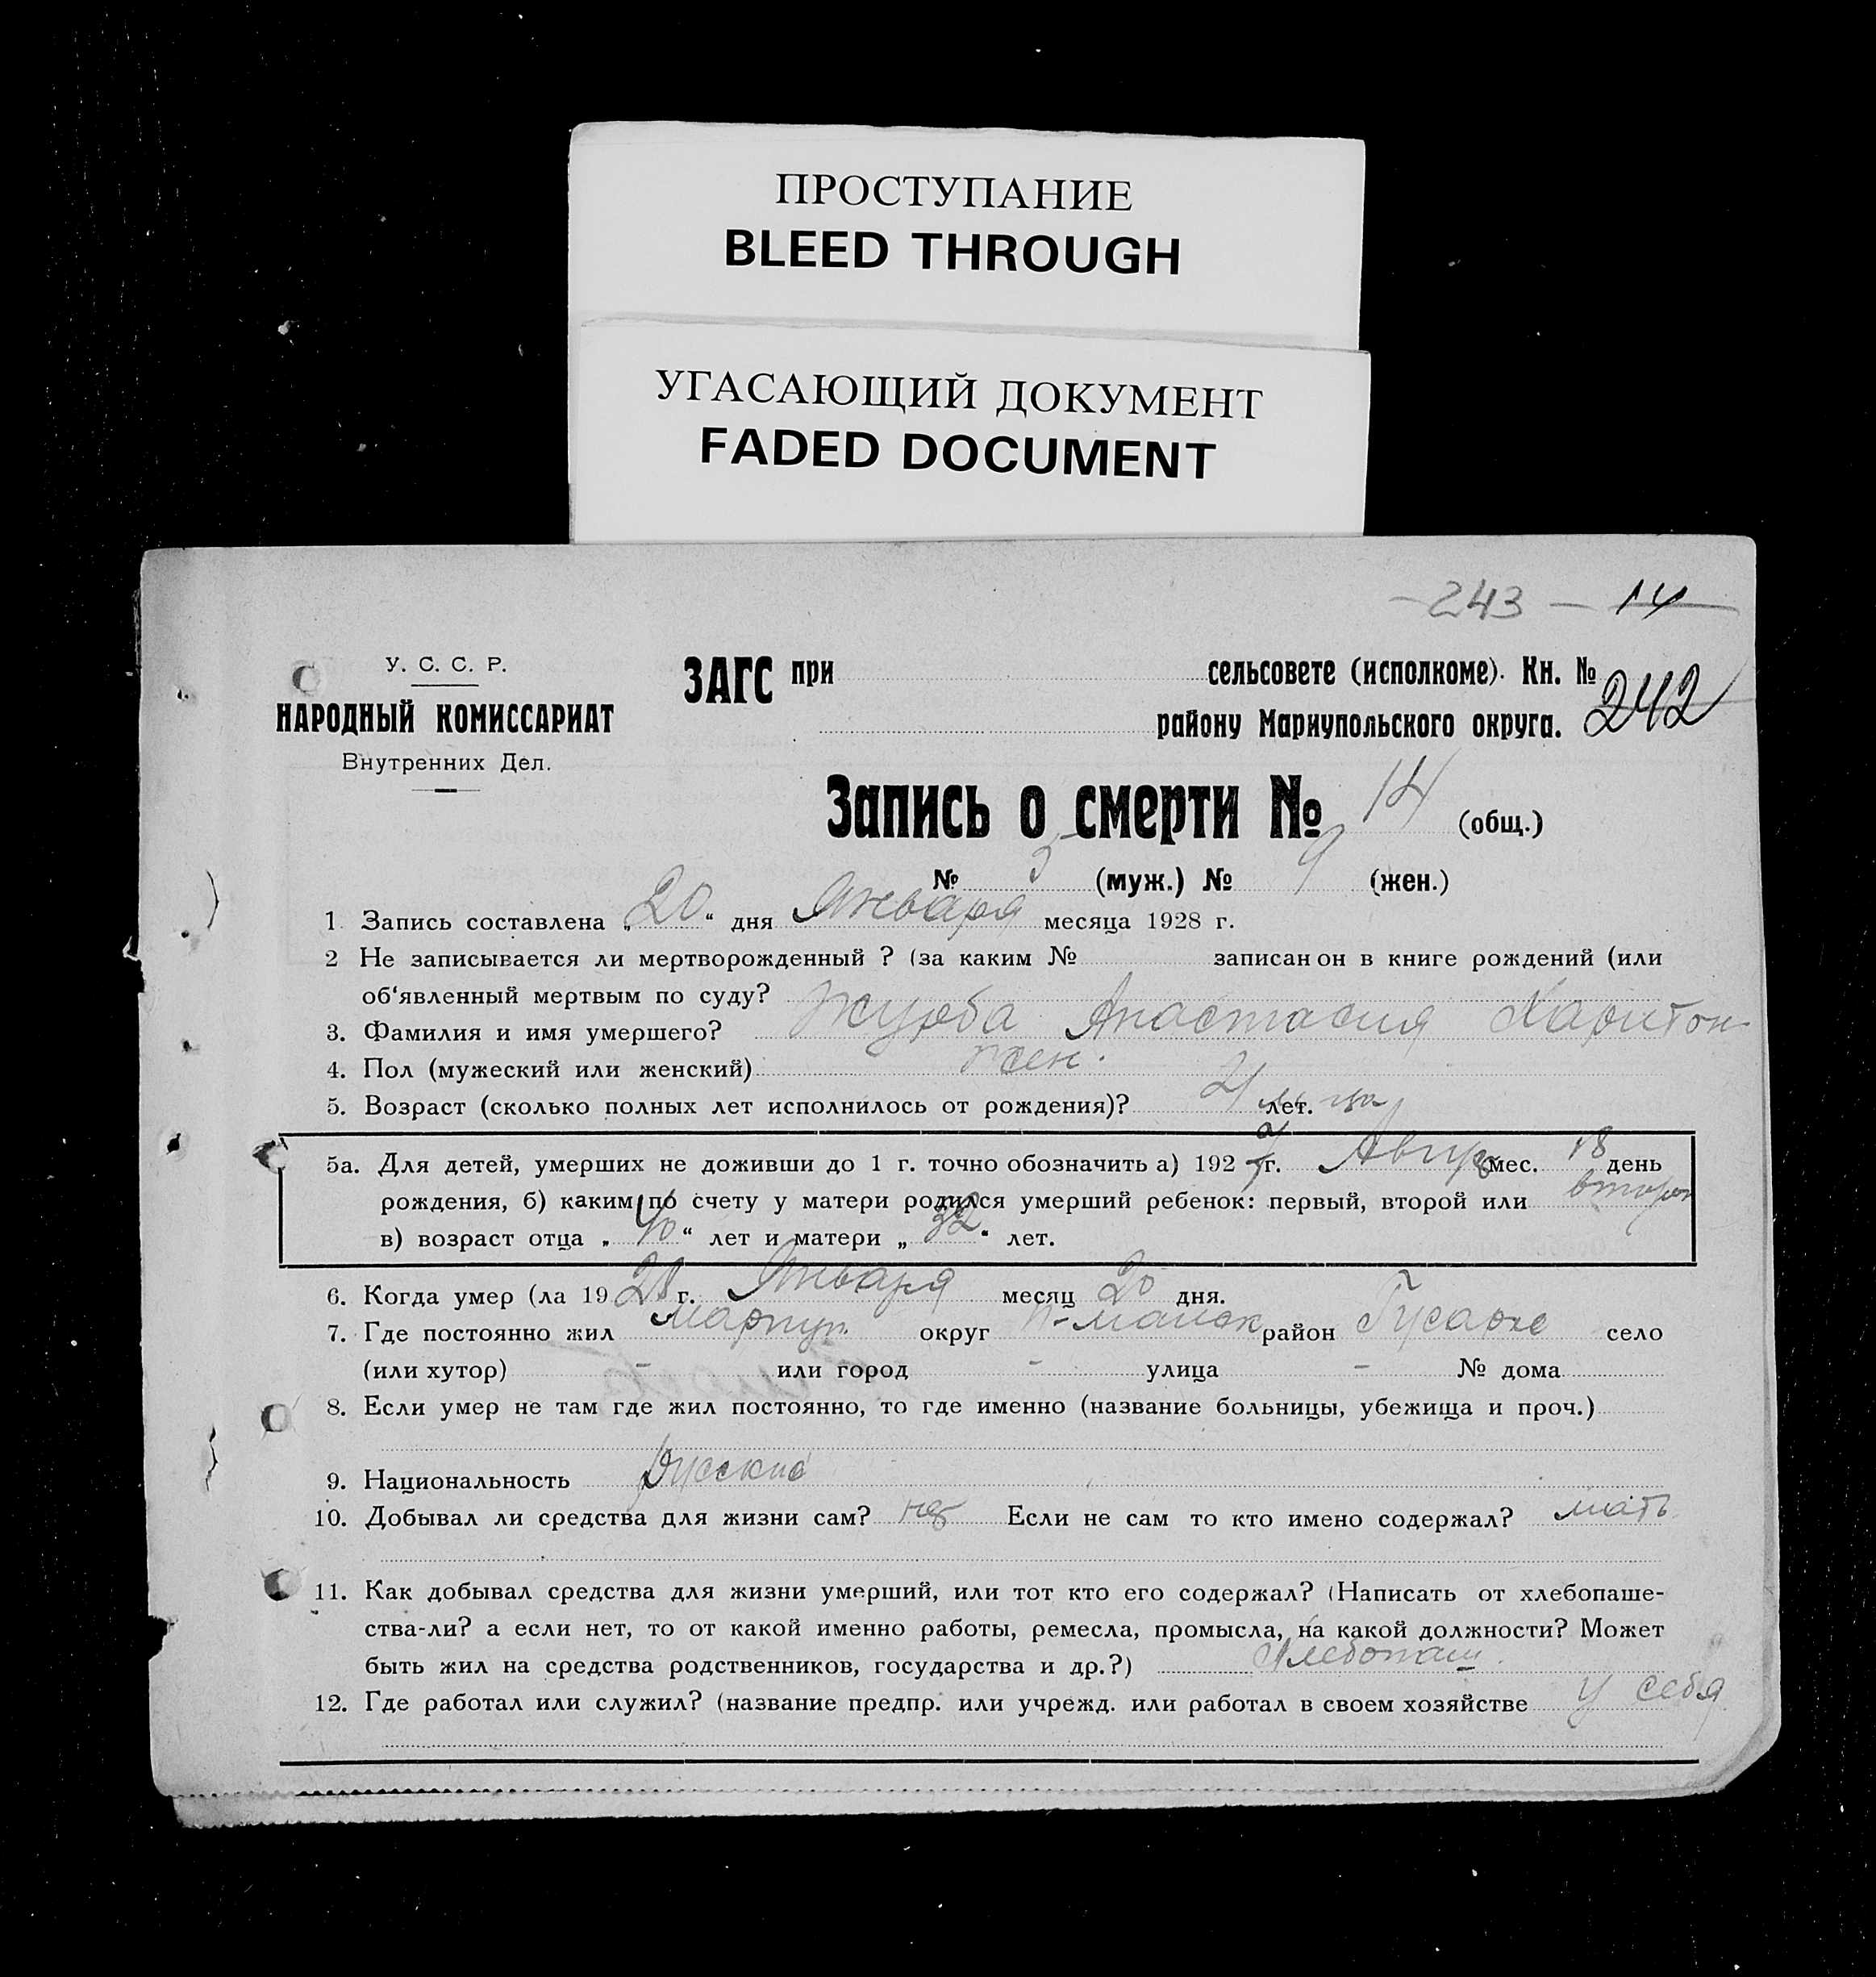 ПРОСТУПАНИЕ
BLEED THROUGH
УГАСАЮЩИЙ ДОКУМЕНТ
FADED DOCUMENT
— 243 — 14
У. С. С. Р.
НАРОДНЫЙ КОМИССАРИАТ
Внутренних Дел.
ЗАГС при сельсовете (исполкоме). Кн. №
району Мариупольского округа. 242
Запись о смерти № 14 (общ.)
№ 5 (муж.) № 9 (жен.)
1. Запись составлена „20“ дня Января месяца 1928 г.
2 Не записывается ли мертворожденный ? (за каким № записан он в книге рождений (или
об‘явленный мертвым по суду?
3. Фамилия и имя умершего? Журба Анастасия Харитон
4. Пол (мужеский или женский) жен.
5. Возраст (сколько полных лет исполнилось от рождения)? лет.
5а. Для детей, умерших не доживши до 1 г. точно обозначить а) 1927 г. Август мес. 18 день
рождения, б) каким по счету у матери родился умерший ребенок: первый, второй или второй
в) возраст отца „40“ лет и матери „32“ лет.
6. Когда умер (ла 1928 г. Января месяц 20 дня.
7. Где постоянно жил Мариуп. округ район село
(или хутор) - или город - улица - № дома
8. Если умер не там где жил постоянно, то где именно (название больницы, убежища и проч.)
9. Национальность Русский
10. Добывал ли средства для жизни сам? нет Если не сам то кто имено содержал? мать
11. Как добывал средства для жизни умерший, или тот кто его содержал? (Написать от хлебопаше-
ства-ли? а если нет, то от какой именно работы, ремесла, промысла, на какой должности? Может
быть жил на средства родственников, государства и др.?) Хлебопаш.
12. Где работал или служил? (название предпр. или учрежд. или работал в своем хозяйстве у себя